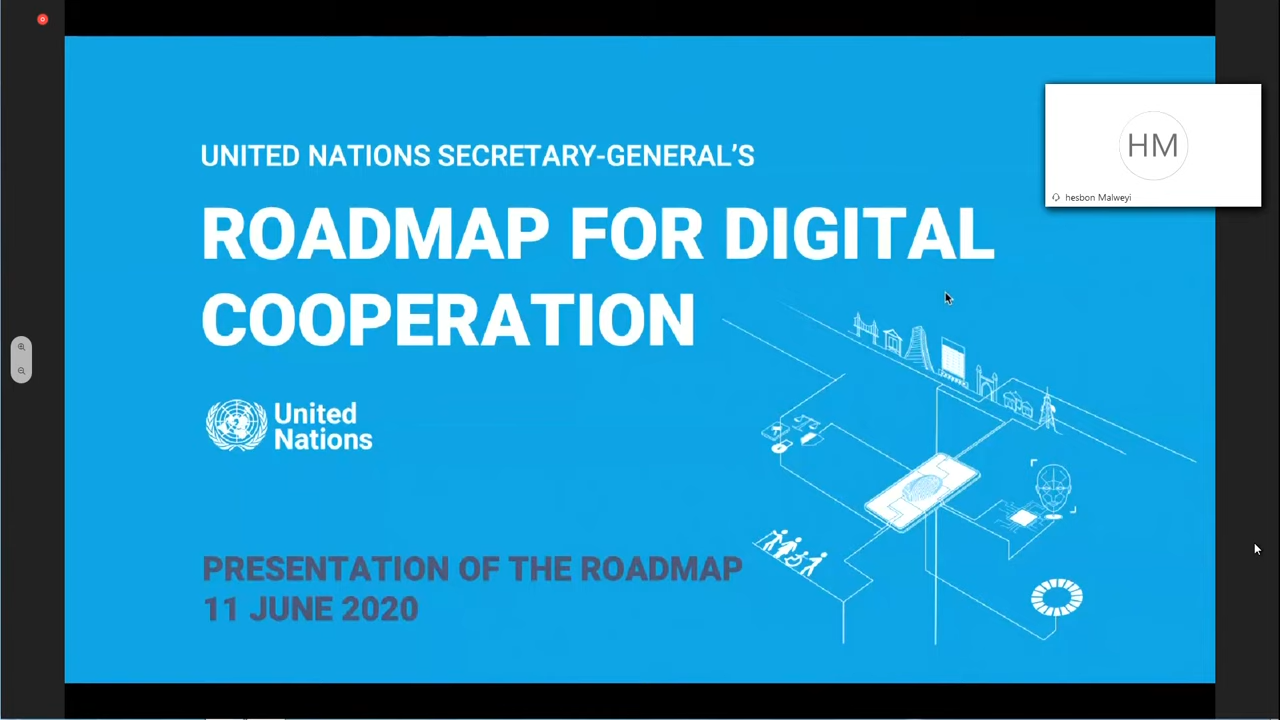 UNITED NATIONS SECRETARY-GENERAL’S
ROADMAP FOR DIGITAL
COOPERATION
United
Nations
PRESENTATION OF THE ROADMAP
11 JUNE 2020
HM
hesbon Malweyi